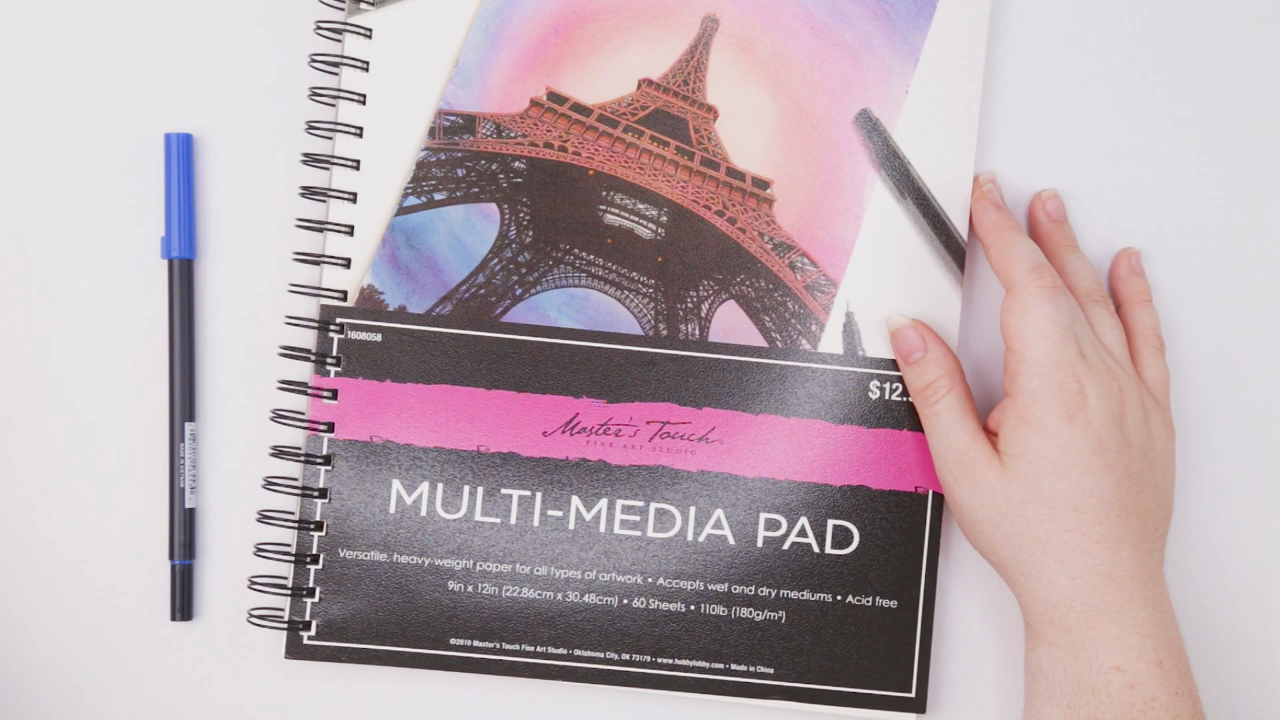 1608058
$12.
Master's Touch
FINE ART STUDIO
MULTI-MEDIA PAD
Versatile, heavy-weight paper for all types of artwork • Accepts wet and dry mediums • Acid free
9in x 12in (22.86cm x 30.48cm) • 60 Sheets • 110lb (180g/m²)
©2010 Master's Touch Fine Art Studio • Oklahoma City, OK 73179 • www.hobbylobby.com • Made in China